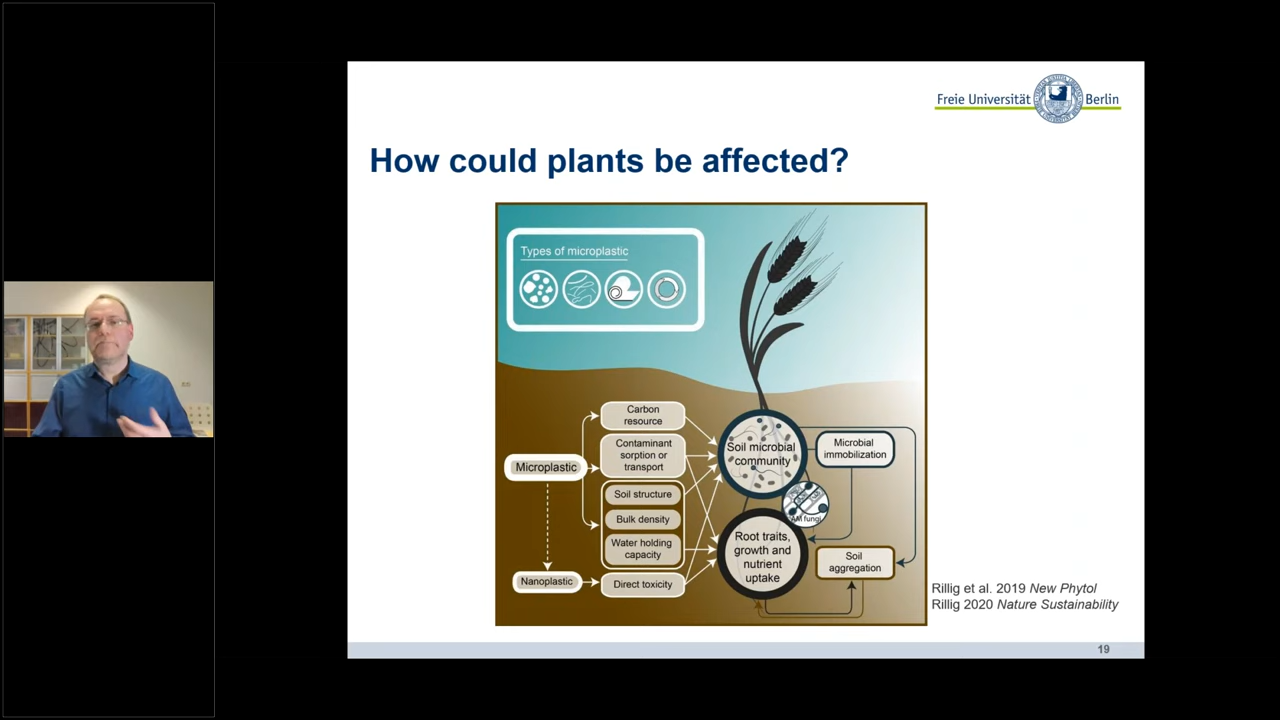 Freie Universität Berlin
How could plants be affected?
Types of microplastic
Carbon
resource
Contaminant
sorption or
transport
Microplastic
Soil structure
Bulk density
Water holding
capacity
Nanoplastic
Direct toxicity
Soil microbial
community
Microbial
immobilization
AM fungi
Root traits,
growth and
nutrient
uptake
Soil
aggregation
Rillig et al. 2019 New Phytol
Rillig 2020 Nature Sustainability
19